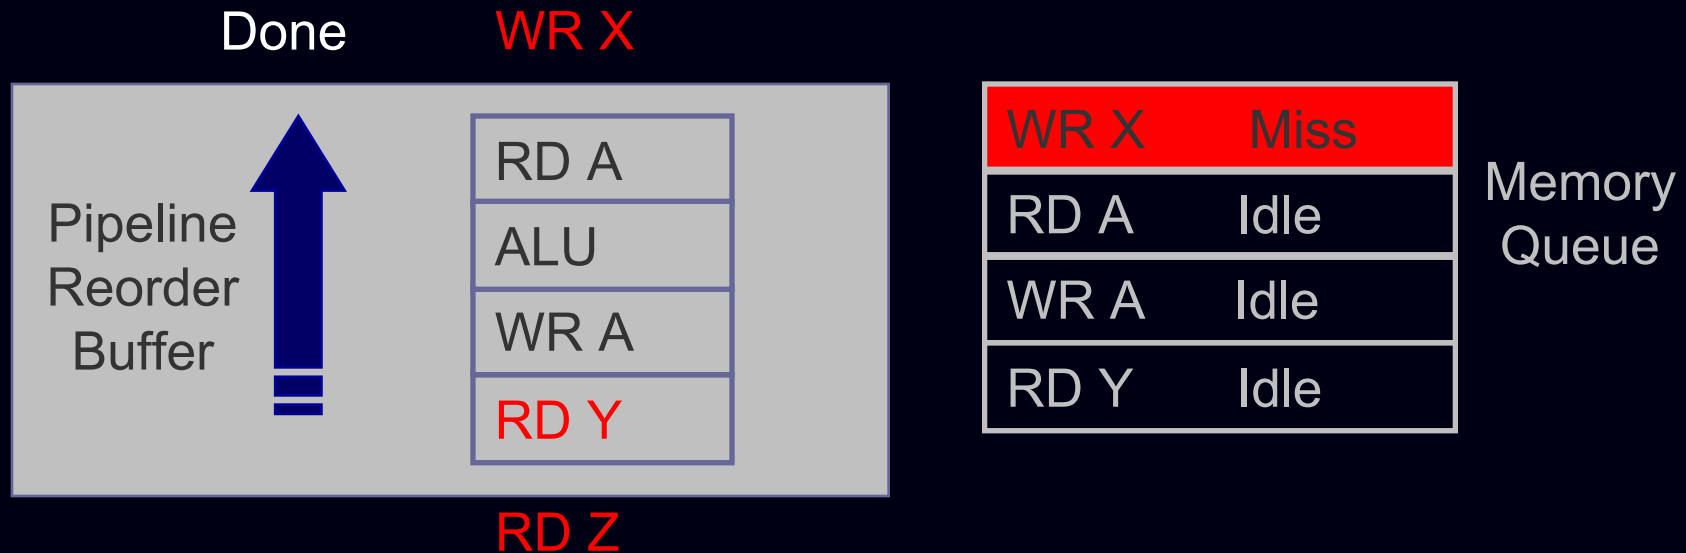 Done
WR X
Pipeline
Reorder
Buffer
RD A
ALU
WR A
RD Y
RD Z
WR X Miss
RD A Idle
WR A Idle
RD Y Idle
Memory
Queue